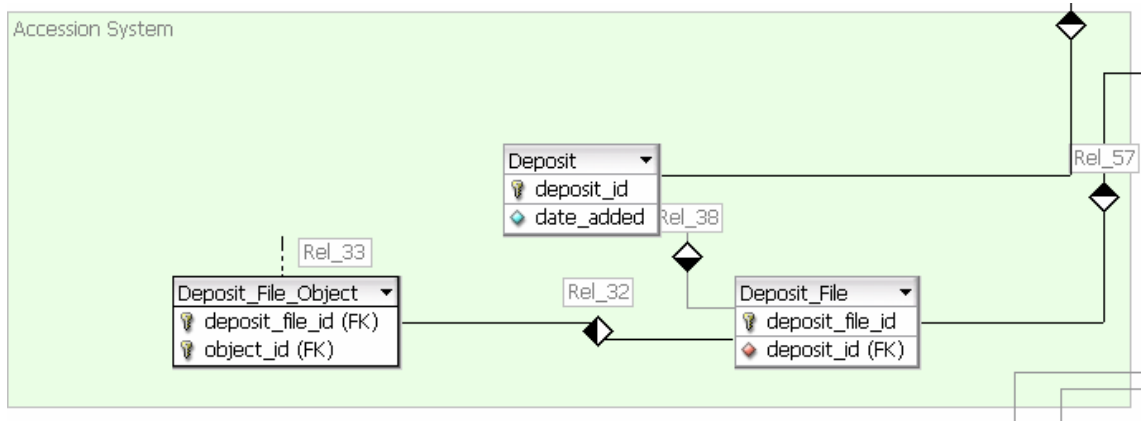 Accession System
Rel_57
Deposit
deposit_id
date_added
Rel_38
Rel_33
Deposit_File_Object
deposit_file_id (FK)
object_id (FK)
Rel_32
Deposit_File
deposit_file_id
deposit_id (FK)